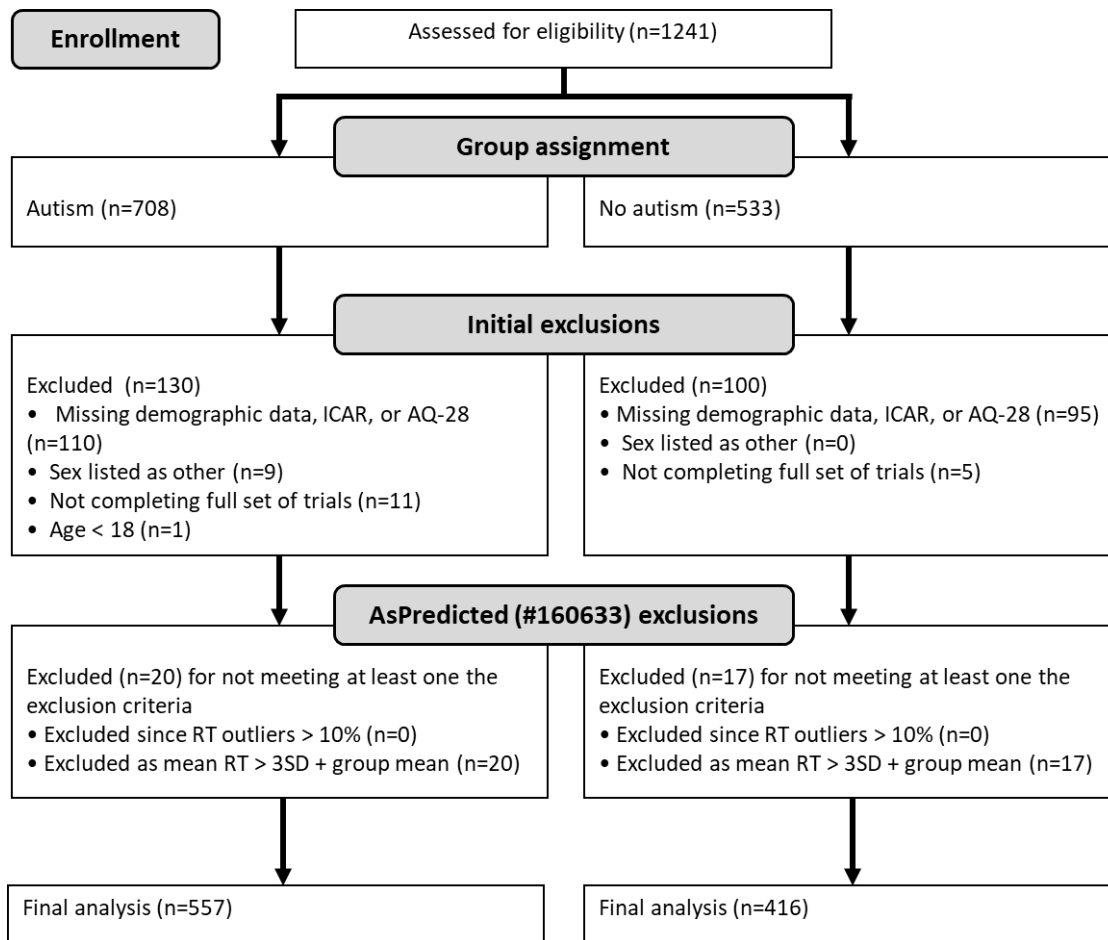 Enrollment
Assessed for eligibility (n=1241)
Group assignment
Autism (n=708)
No autism (n=533)
Initial exclusions
Excluded (n=130)
• Missing demographic data, ICAR, or AQ-28
(n=110)
• Sex listed as other (n=9)
• Not completing full set of trials (n=11)
• Age < 18 (n=1)
Excluded (n=100)
• Missing demographic data, ICAR, or AQ-28 (n=95)
• Sex listed as other (n=0)
• Not completing full set of trials (n=5)
AsPredicted (#160633) exclusions
Excluded (n=20) for not meeting at least one the
exclusion criteria
• Excluded since RT outliers > 10% (n=0)
• Excluded as mean RT > 3SD + group mean (n=20)
Excluded (n=17) for not meeting at least one the
exclusion criteria
• Excluded since RT outliers > 10% (n=0)
• Excluded as mean RT > 3SD + group mean (n=17)
Final analysis (n=557)
Final analysis (n=416)